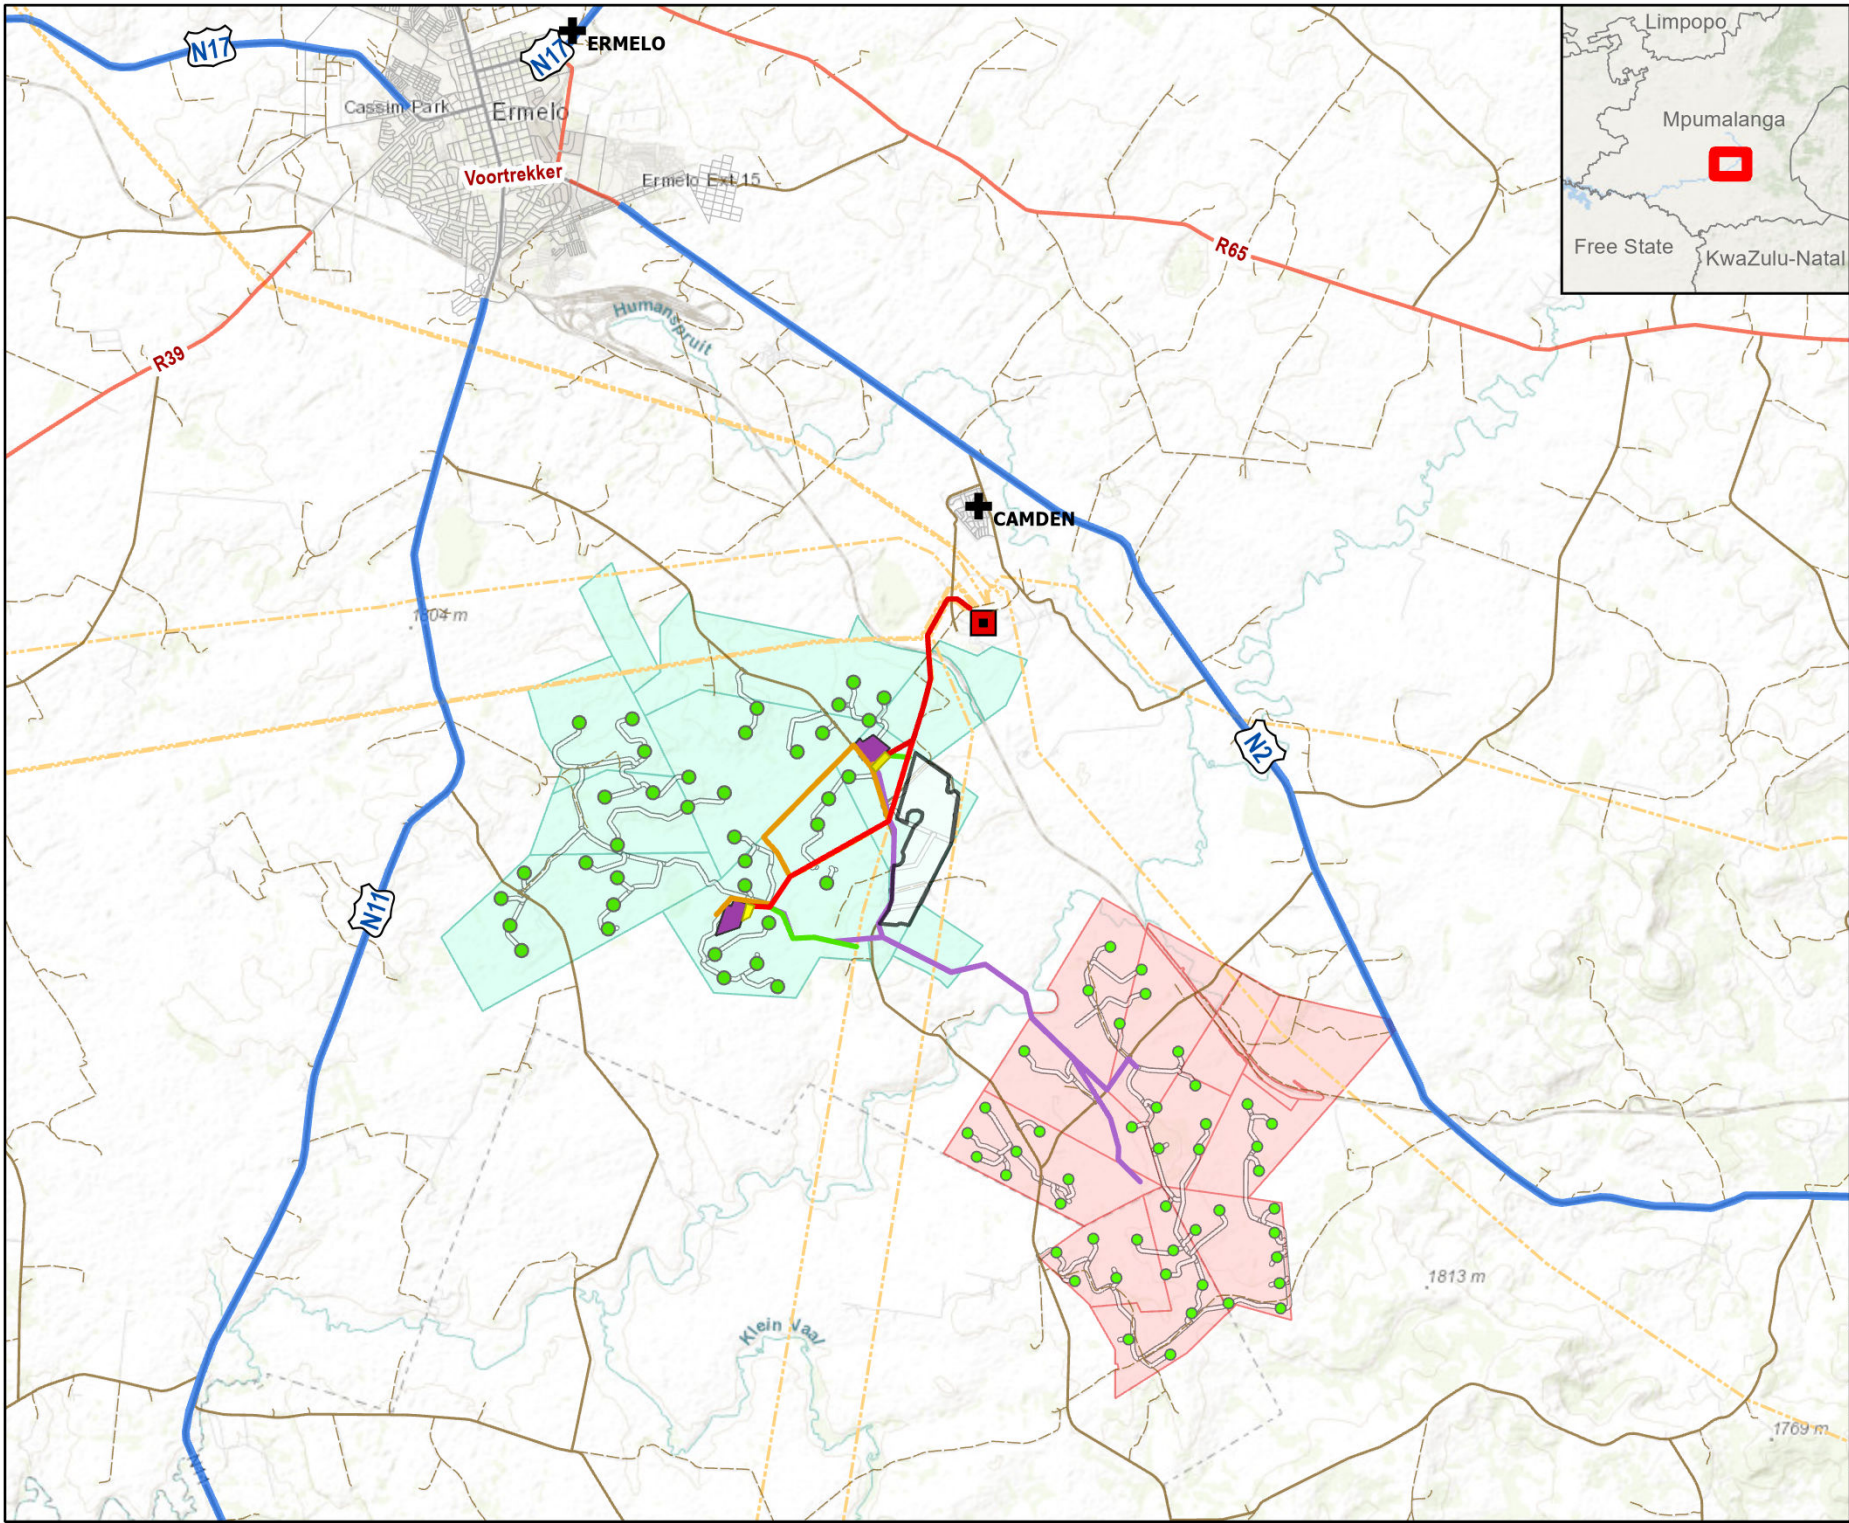 N17
N17
ERMELO
Cassim Park
Ermelo
Voortrekker
Ermelo Ext 15
R39
Humanspruit
R65
Limpopo
Mpumalanga
Free State
KwaZulu-Natal
CAMDEN
1804 m
N2
N11
1813 m
Klein Vaal
1769 m
N11